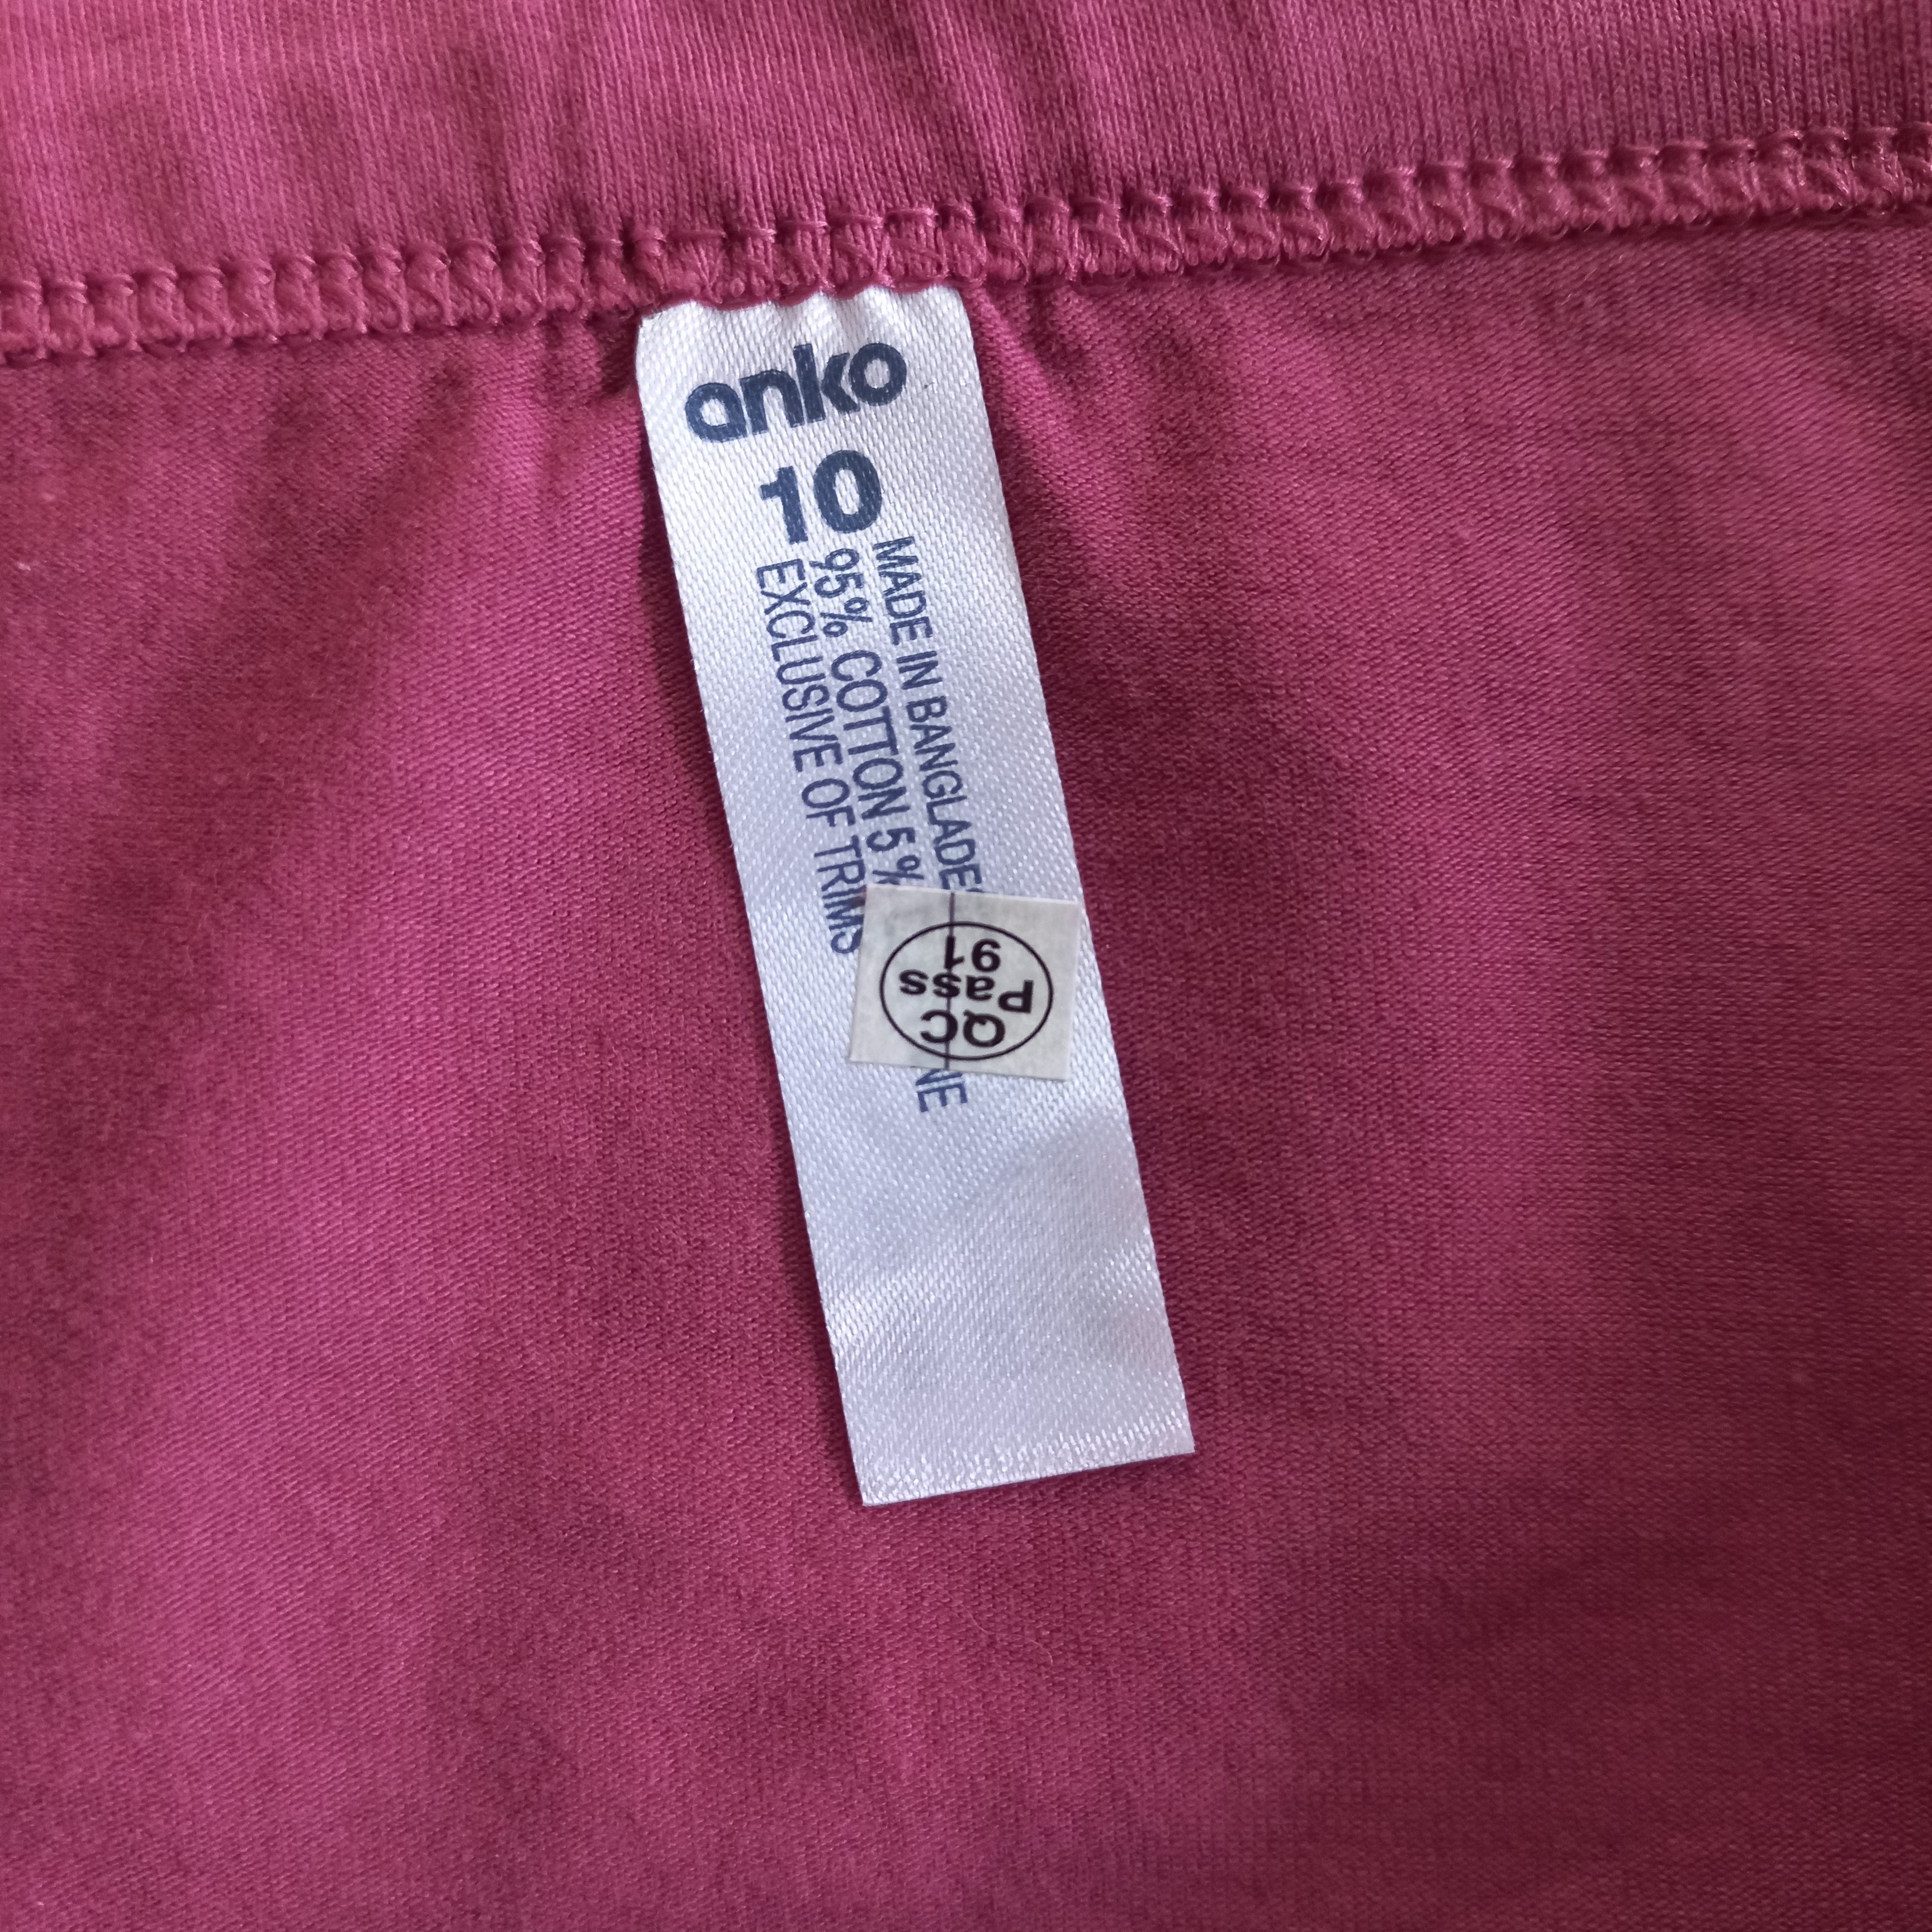 anko
10
MADE IN BANGLADES
95% COTTON 5% NE
EXCLUSIVE OF TRIMS
QC
Pass
91